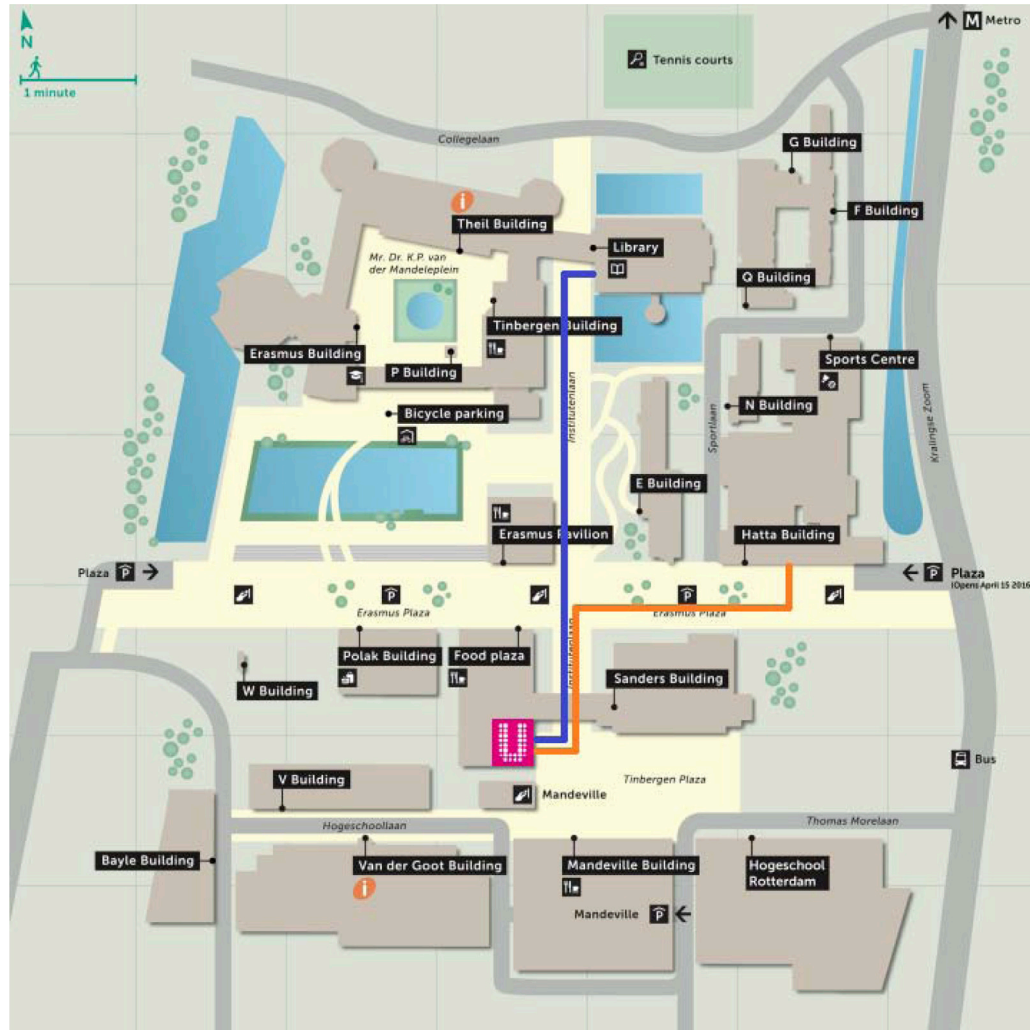 M Metro
N
1 minute
Tennis courts
Collegelaan
G Building
F Building
Theil Building
Library
Mr. Dr. K.P. van
der Mandeleplein
Q Building
Tinbergen Building
Erasmus Building
P Building
Sports Centre
Bicycle parking
Institutenlaan
Sportlaan
N Building
Kralingse Zoom
E Building
Erasmus Pavilion
Hatta Building
Plaza P
P Plaza
(Opens April 15 2016
P
P
Erasmus Plaza
Erasmus Plaza
Institutenlaan
Polak Building
Food plaza
W Building
Sanders Building
U
Bus
V Building
Mandeville
Tinbergen Plaza
Hogeschoollaan
Thomas Morelaan
Bayle Building
Van der Goot Building
Mandeville Building
Hogeschool
Rotterdam
Mandeville P